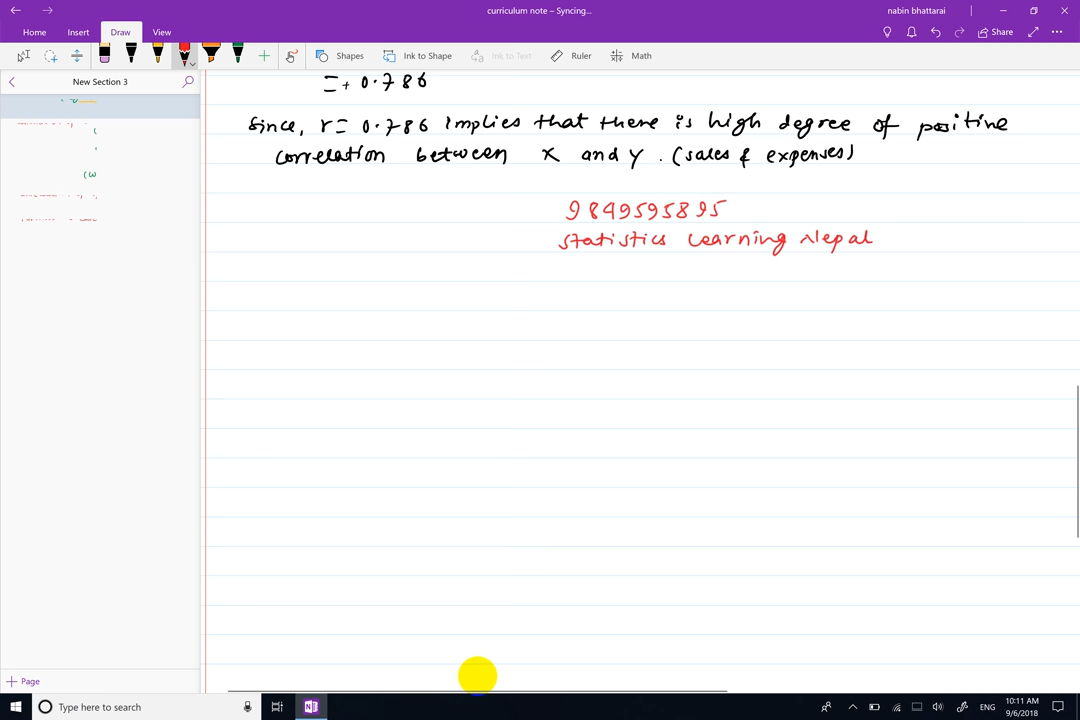 curriculum note – Syncing...
nabin bhattarai
Home Insert Draw View
Share
Shapes Ink to Shape Ink to Text Ruler Math
New Section 3
= + 0.786
Since, r = 0.786 implies that there is high degree of positive
correlation between X and Y. (sales & expenses)
9849595895
Statistics Learning Nepal
Page
Type here to search
ENG
10:11 AM
9/6/2018